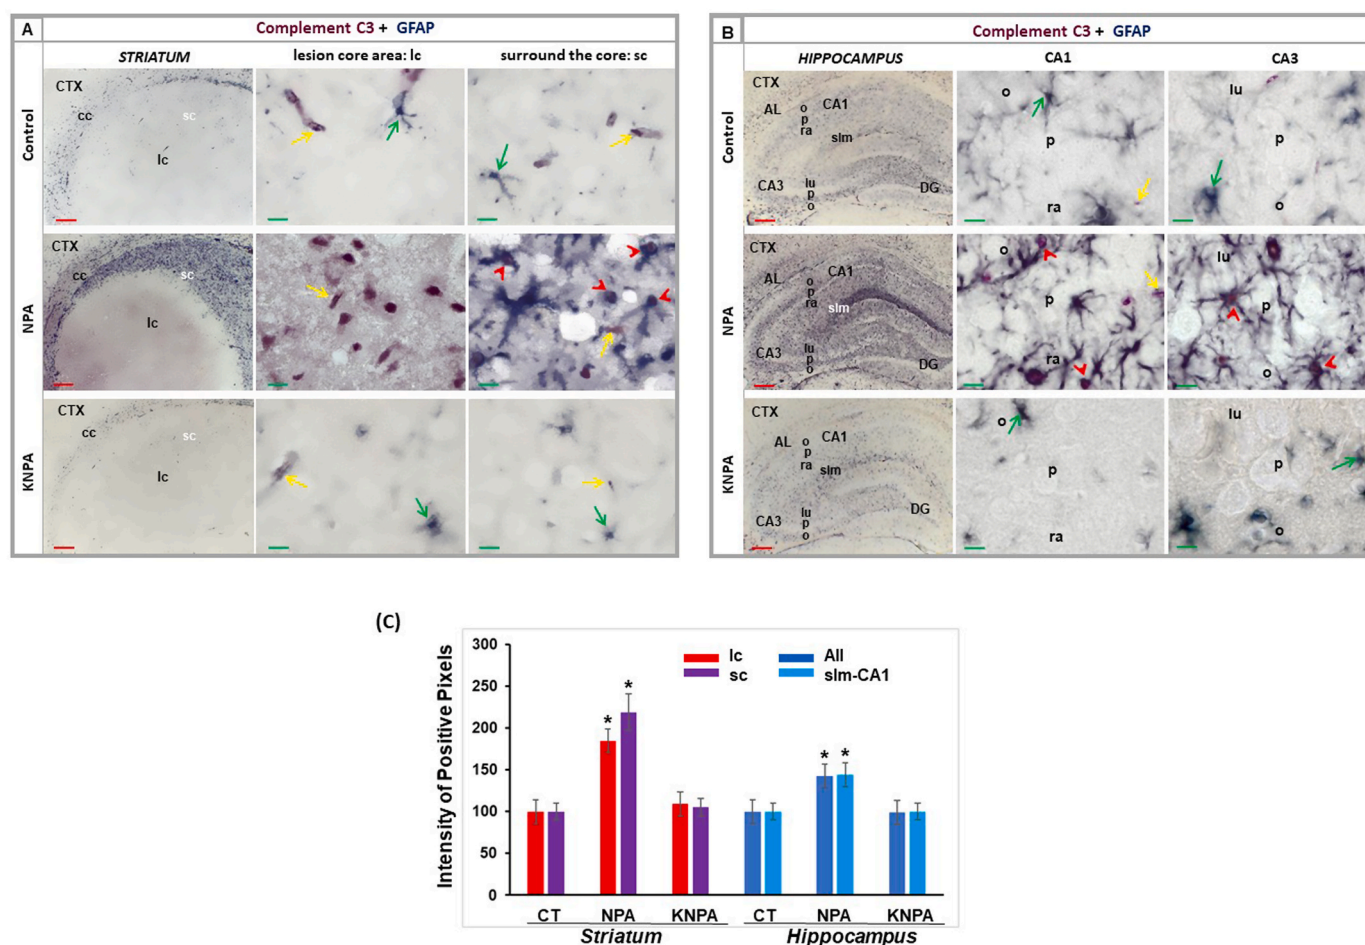 A
Complement C3 + GFAP
STRIATUM lesion core area: lc surround the core: sc
Control
CTX
cc
sc
lc
NPA
CTX
cc
sc
lc
KNPA
CTX
cc
sc
lc
B
Complement C3 + GFAP
HIPPOCAMPUS CA1 CA3
Control
CTX
AL
o
p
ra
CA1
slm
CA3
lu
p
o
DG
o
p
ra
lu
p
o
NPA
CTX
AL
o
p
ra
CA1
slm
CA3
lu
p
o
DG
o
p
ra
lu
p
o
KNPA
CTX
AL
o
p
ra
CA1
slm
CA3
lu
p
o
DG
o
p
ra
lu
p
o
(C)
Intensity of Positive Pixels
300
250
200
150
100
50
0
lc All
sc slm-CA1
* * * *
CT NPA KNPA CT NPA KNPA
Striatum Hippocampus